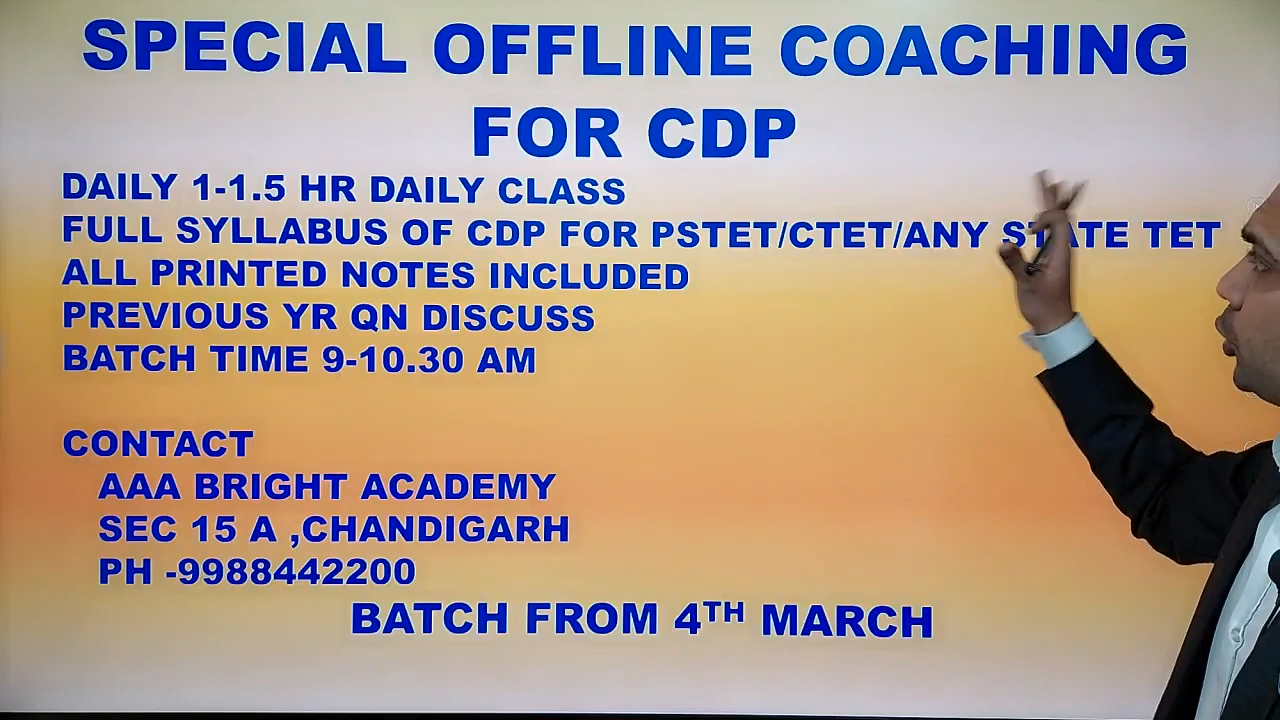 SPECIAL OFFLINE COACHING
FOR CDP
DAILY 1-1.5 HR DAILY CLASS
FULL SYLLABUS OF CDP FOR PSTET/CTET/ANY STATE TET
ALL PRINTED NOTES INCLUDED
PREVIOUS YR QN DISCUSS
BATCH TIME 9-10.30 AM
CONTACT
AAA BRIGHT ACADEMY
SEC 15 A ,CHANDIGARH
PH -9988442200
BATCH FROM 4TH MARCH